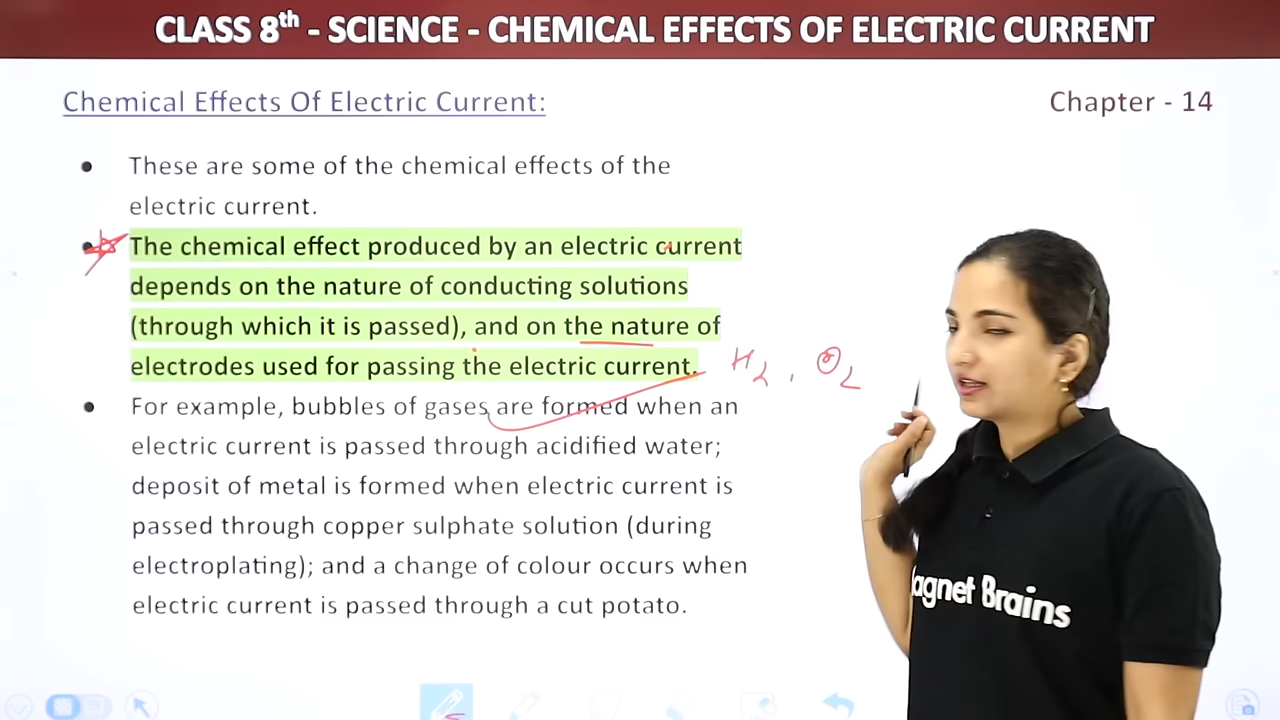 CLASS 8th - SCIENCE - CHEMICAL EFFECTS OF ELECTRIC CURRENT
Chemical Effects Of Electric Current:
Chapter - 14
● These are some of the chemical effects of the
electric current.
● The chemical effect produced by an electric current
depends on the nature of conducting solutions
(through which it is passed), and on the nature of
electrodes used for passing the electric current.
H2, O2
● For example, bubbles of gases are formed when an
electric current is passed through acidified water;
deposit of metal is formed when electric current is
passed through copper sulphate solution (during
electroplating); and a change of colour occurs when
electric current is passed through a cut potato.
agnet Brains